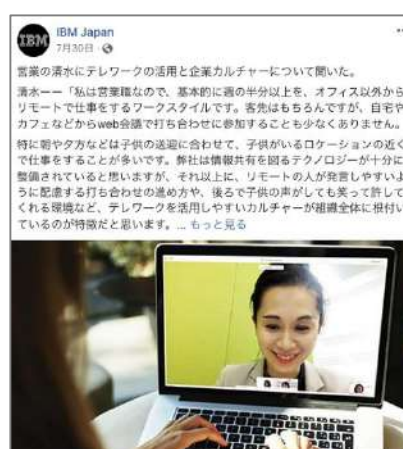 IBM
IBM Japan
7月30日
営業の清水にテレワークの活用と企業カルチャーについて聞いた。
清水ーー「私は営業職なので、基本的に週の半分以上を、オフィス以外から
リモートで仕事をするワークスタイルです。客先はもちろんですが、自宅や
カフェなどからweb会議で打ち合わせに参加することも少なくありません。
特に朝や夕方などは子供の送迎に合わせて、子供がいるロケーションの近く
で仕事をすることが多いです。弊社は情報共有を図るテクノロジーが十分に
整備されていると思いますが、それ以上に、リモートの人が発言しやすいよ
うに配慮する打ち合わせの進め方や、後ろで子供の声がしても笑って許して
くれる環境など、テレワークを活用しやすいカルチャーが組織全体に根付い
ているのが特徴だと思います。... もっと見る